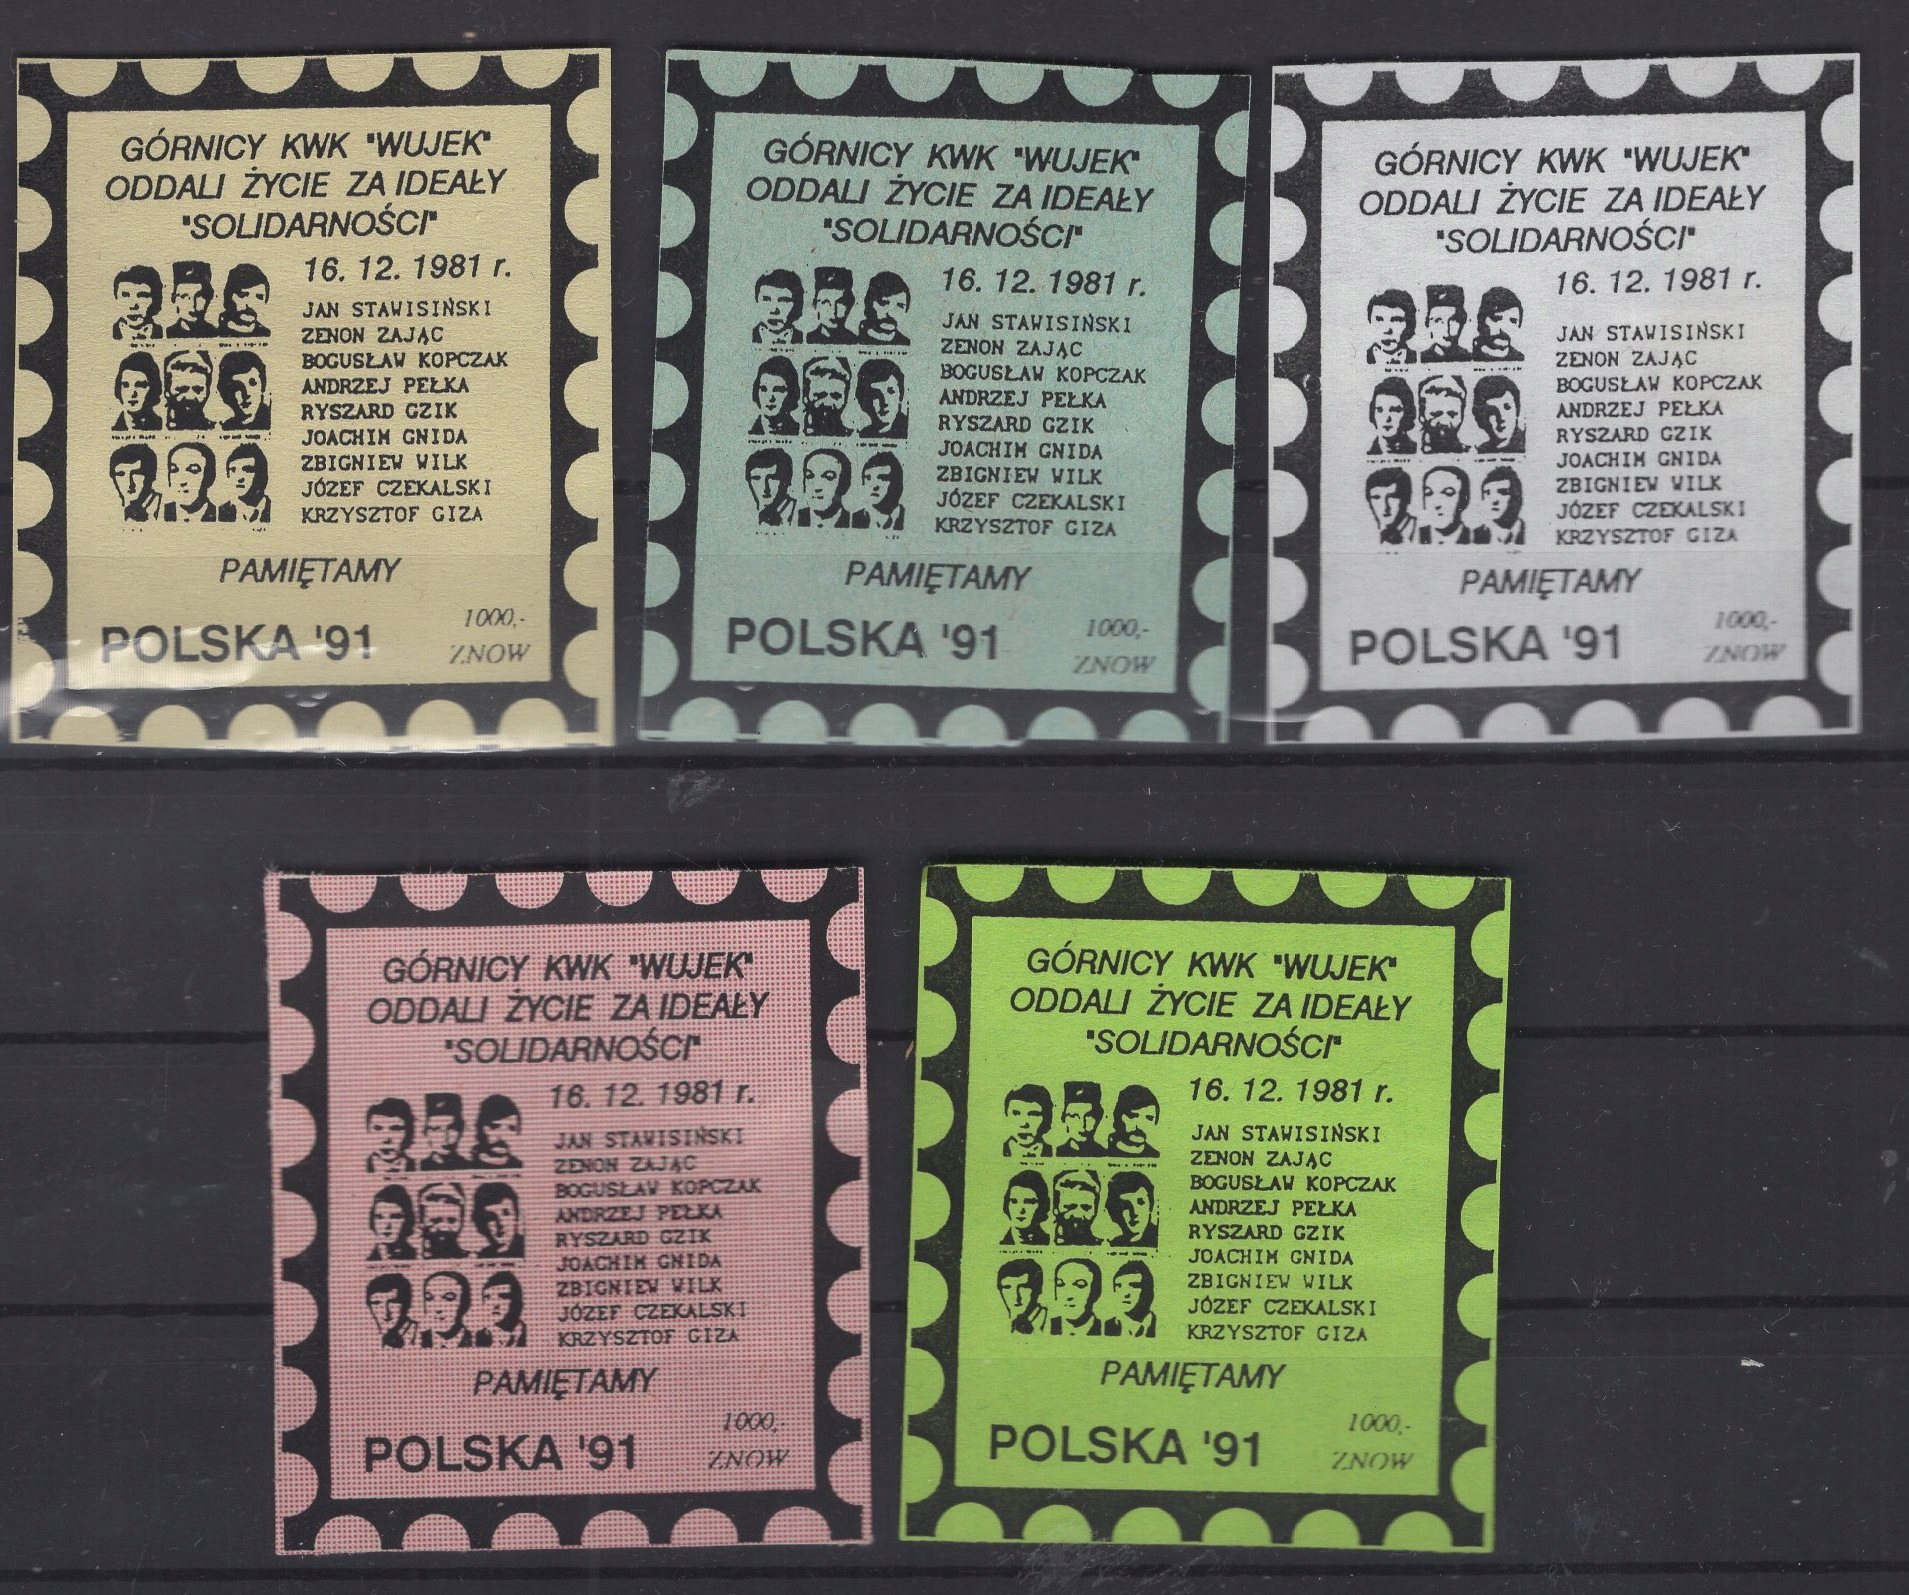 GÓRNICY KWK "WUJEK"
ODDALI ŻYCIE ZA IDEAŁY
"SOLIDARNOŚCI"
16. 12. 1981 r.
JAN STAWISIŃSKI
ZENON ZAJĄC
BOGUSŁAW KOPCZAK
ANDRZEJ PEŁKA
RYSZARD GZIK
JOACHIM GNIDA
ZBIGNIEW WILK
JÓZEF CZEKALSKI
KRZYSZTOF GIZA
PAMIĘTAMY
POLSKA '91
1000,-
ZNOW
GÓRNICY KWK "WUJEK"
ODDALI ŻYCIE ZA IDEAŁY
"SOLIDARNOŚCI"
16. 12. 1981 r.
JAN STAWISIŃSKI
ZENON ZAJĄC
BOGUSŁAW KOPCZAK
ANDRZEJ PEŁKA
RYSZARD GZIK
JOACHIM GNIDA
ZBIGNIEW WILK
JÓZEF CZEKALSKI
KRZYSZTOF GIZA
PAMIĘTAMY
POLSKA '91
1000,-
ZNOW
GÓRNICY KWK "WUJEK"
ODDALI ŻYCIE ZA IDEAŁY
"SOLIDARNOŚCI"
16. 12. 1981 r.
JAN STAWISIŃSKI
ZENON ZAJĄC
BOGUSŁAW KOPCZAK
ANDRZEJ PEŁKA
RYSZARD GZIK
JOACHIM GNIDA
ZBIGNIEW WILK
JÓZEF CZEKALSKI
KRZYSZTOF GIZA
PAMIĘTAMY
POLSKA '91
1000,-
ZNOW
GÓRNICY KWK "WUJEK"
ODDALI ŻYCIE ZA IDEAŁY
"SOLIDARNOŚCI"
16. 12. 1981 r.
JAN STAWISIŃSKI
ZENON ZAJĄC
BOGUSŁAW KOPCZAK
ANDRZEJ PEŁKA
RYSZARD GZIK
JOACHIM GNIDA
ZBIGNIEW WILK
JÓZEF CZEKALSKI
KRZYSZTOF GIZA
PAMIĘTAMY
POLSKA '91
1000,-
ZNOW
GÓRNICY KWK "WUJEK"
ODDALI ŻYCIE ZA IDEAŁY
"SOLIDARNOŚCI"
16. 12. 1981 r.
JAN STAWISIŃSKI
ZENON ZAJĄC
BOGUSŁAW KOPCZAK
ANDRZEJ PEŁKA
RYSZARD GZIK
JOACHIM GNIDA
ZBIGNIEW WILK
JÓZEF CZEKALSKI
KRZYSZTOF GIZA
PAMIĘTAMY
POLSKA '91
1000,-
ZNOW